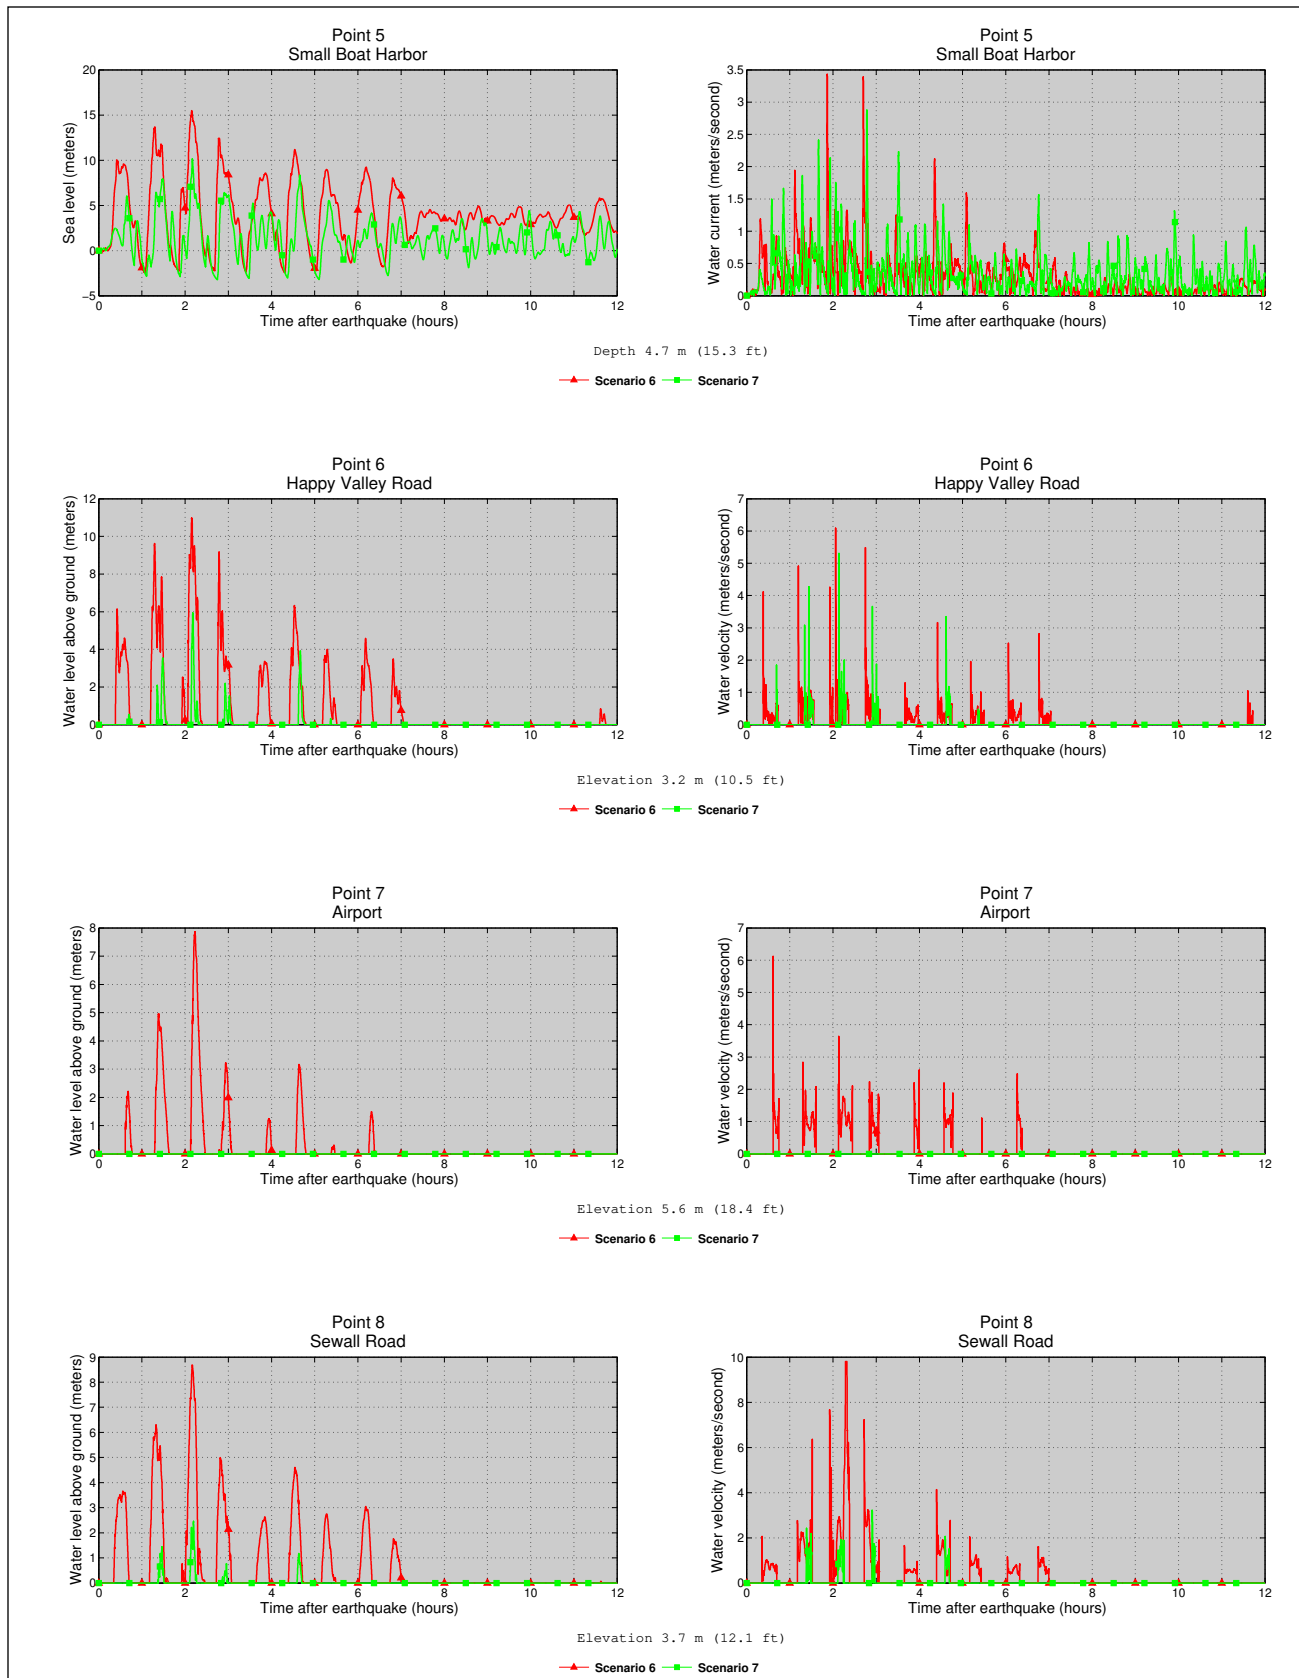 Point 5
Small Boat Harbor
20
15
10
5
0
−5
Sea level (meters)
0 2 4 6 8 10 12
Time after earthquake (hours)
Point 5
Small Boat Harbor
3.5
3
2.5
2
1.5
1
0.5
0
Water current (meters/second)
0 2 4 6 8 10 12
Time after earthquake (hours)
Depth 4.7 m (15.3 ft)
Scenario 6 Scenario 7
Point 6
Happy Valley Road
12
10
8
6
4
2
0
Water level above ground (meters)
0 2 4 6 8 10 12
Time after earthquake (hours)
Point 6
Happy Valley Road
7
6
5
4
3
2
1
0
Water velocity (meters/second)
0 2 4 6 8 10 12
Time after earthquake (hours)
Elevation 3.2 m (10.5 ft)
Scenario 6 Scenario 7
Point 7
Airport
8
7
6
5
4
3
2
1
0
Water level above ground (meters)
0 2 4 6 8 10 12
Time after earthquake (hours)
Point 7
Airport
7
6
5
4
3
2
1
0
Water velocity (meters/second)
0 2 4 6 8 10 12
Time after earthquake (hours)
Elevation 5.6 m (18.4 ft)
Scenario 6 Scenario 7
Point 8
Sewall Road
9
8
7
6
5
4
3
2
1
0
Water level above ground (meters)
0 2 4 6 8 10 12
Time after earthquake (hours)
Point 8
Sewall Road
10
8
6
4
2
0
Water velocity (meters/second)
0 2 4 6 8 10 12
Time after earthquake (hours)
Elevation 3.7 m (12.1 ft)
Scenario 6 Scenario 7